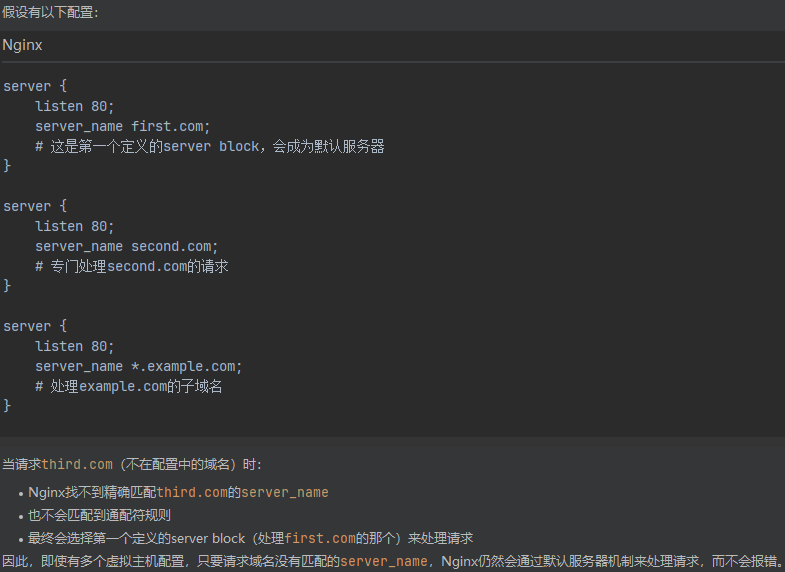 假设有以下配置：
Nginx
server {
    listen 80;
    server_name first.com;
    # 这是第一个定义的server block，会成为默认服务器
}
server {
    listen 80;
    server_name second.com;
    # 专门处理second.com的请求
}
server {
    listen 80;
    server_name *.example.com;
    # 处理example.com的子域名
}
当请求third.com（不在配置中的域名）时：
• Nginx找不到精确匹配third.com的server_name
• 也不会匹配到通配符规则
• 最终会选择第一个定义的server block（处理first.com的那个）来处理请求
因此，即使有多个虚拟主机配置，只要请求域名没有匹配的server_name，Nginx仍然会通过默认服务器机制来处理请求，而不会报错。